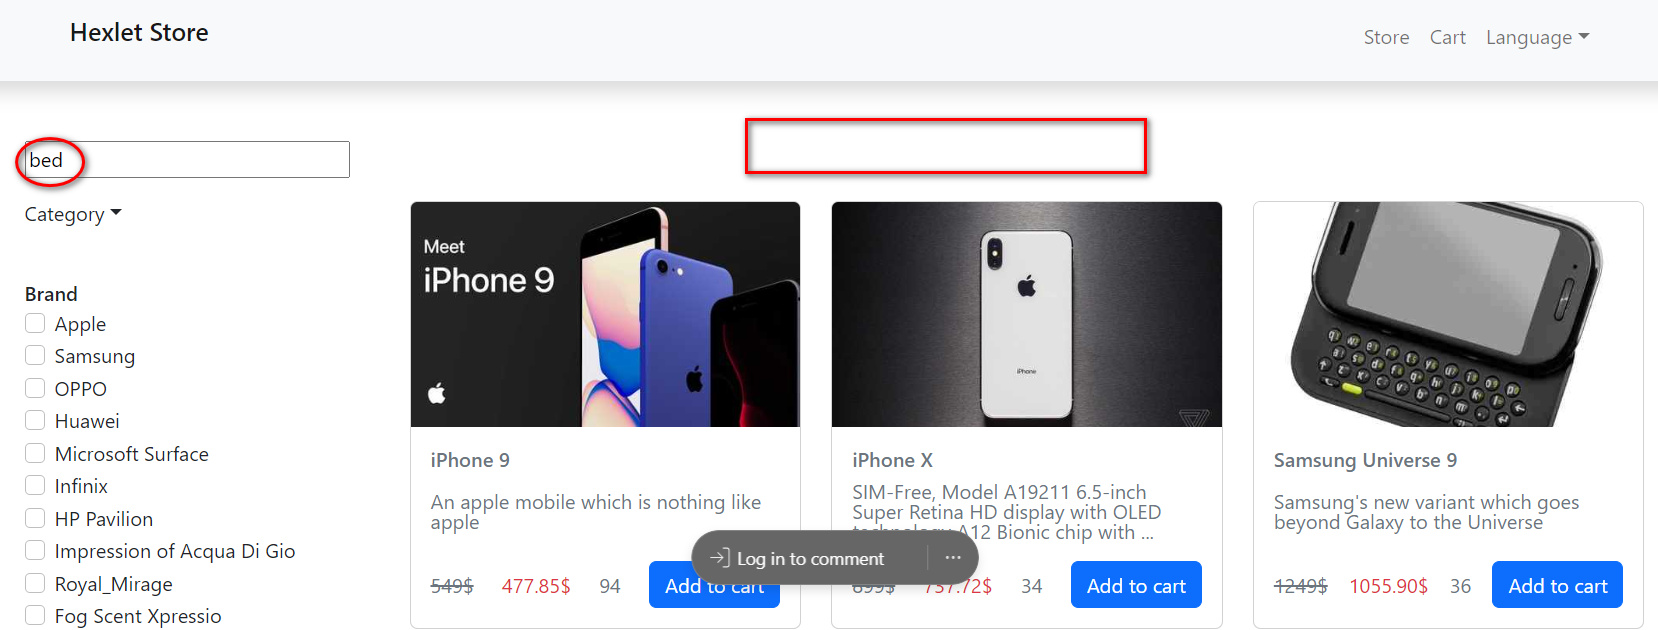 Hexlet Store
Store Cart Language
bed
Category
Brand
Apple
Samsung
OPPO
Huawei
Microsoft Surface
Infinix
HP Pavilion
Impression of Acqua Di Gio
Royal_Mirage
Fog Scent Xpressio
Meet
iPhone 9
iPhone 9
An apple mobile which is nothing like
apple
549$ 477.85$ 94 Add to cart
iPhone
iPhone X
SIM-Free, Model A19211 6.5-inch
Super Retina HD display with OLED
technology A12 Bionic chip with ...
899$ 757.72$ 34 Add to cart
Samsung Universe 9
Samsung's new variant which goes
beyond Galaxy to the Universe
1249$ 1055.90$ 36 Add to cart
Log in to comment